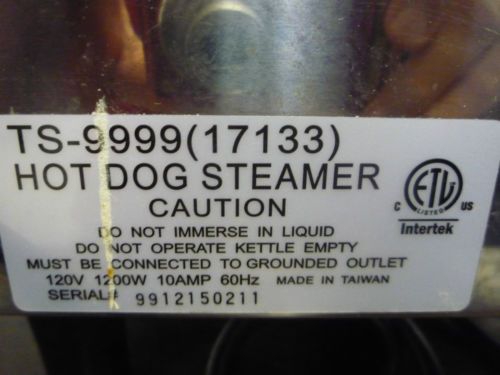 TS-9999(17133)
HOT DOG STEAMER
CAUTION
DO NOT IMMERSE IN LIQUID
DO NOT OPERATE KETTLE EMPTY
MUST BE CONNECTED TO GROUNDED OUTLET
120V 1200W 10AMP 60Hz MADE IN TAIWAN
SERIAL# 9912150211
ETL
LISTED
C US
Intertek